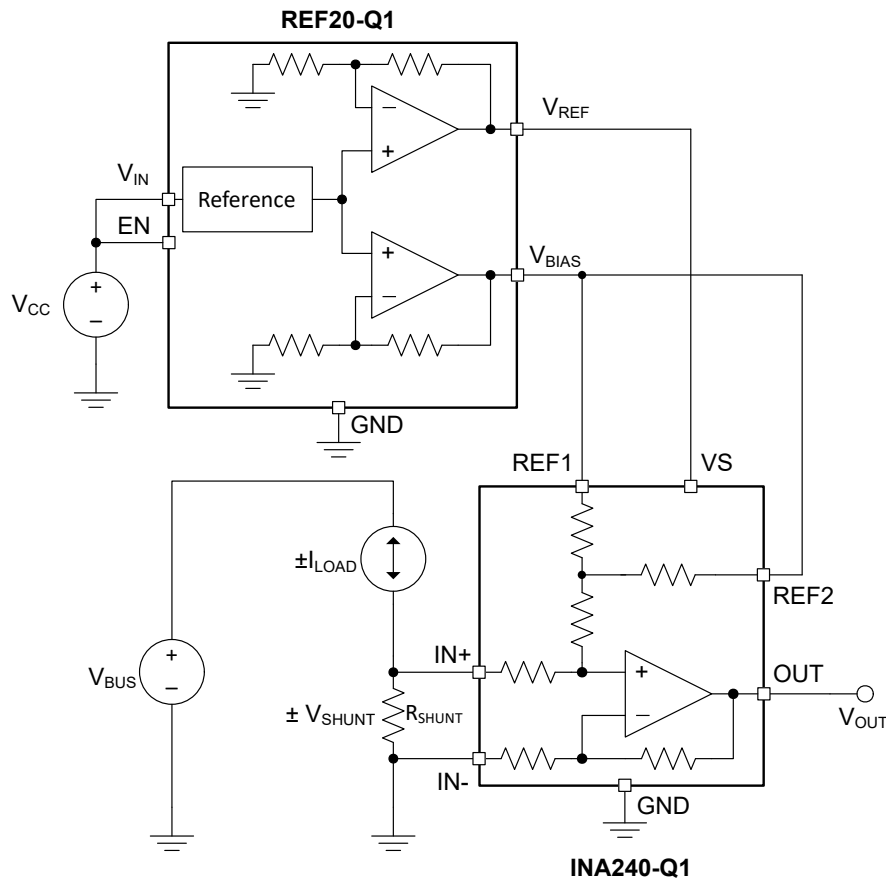 REF20-Q1
V_REF
V_IN
Reference
EN
+
−
+
−
V_BIAS
V_CC
+
−
GND
REF1
VS
±I_LOAD
REF2
IN+
OUT
V_BUS
+
−
± V_SHUNT
R_SHUNT
+
−
V_OUT
IN-
GND
INA240-Q1